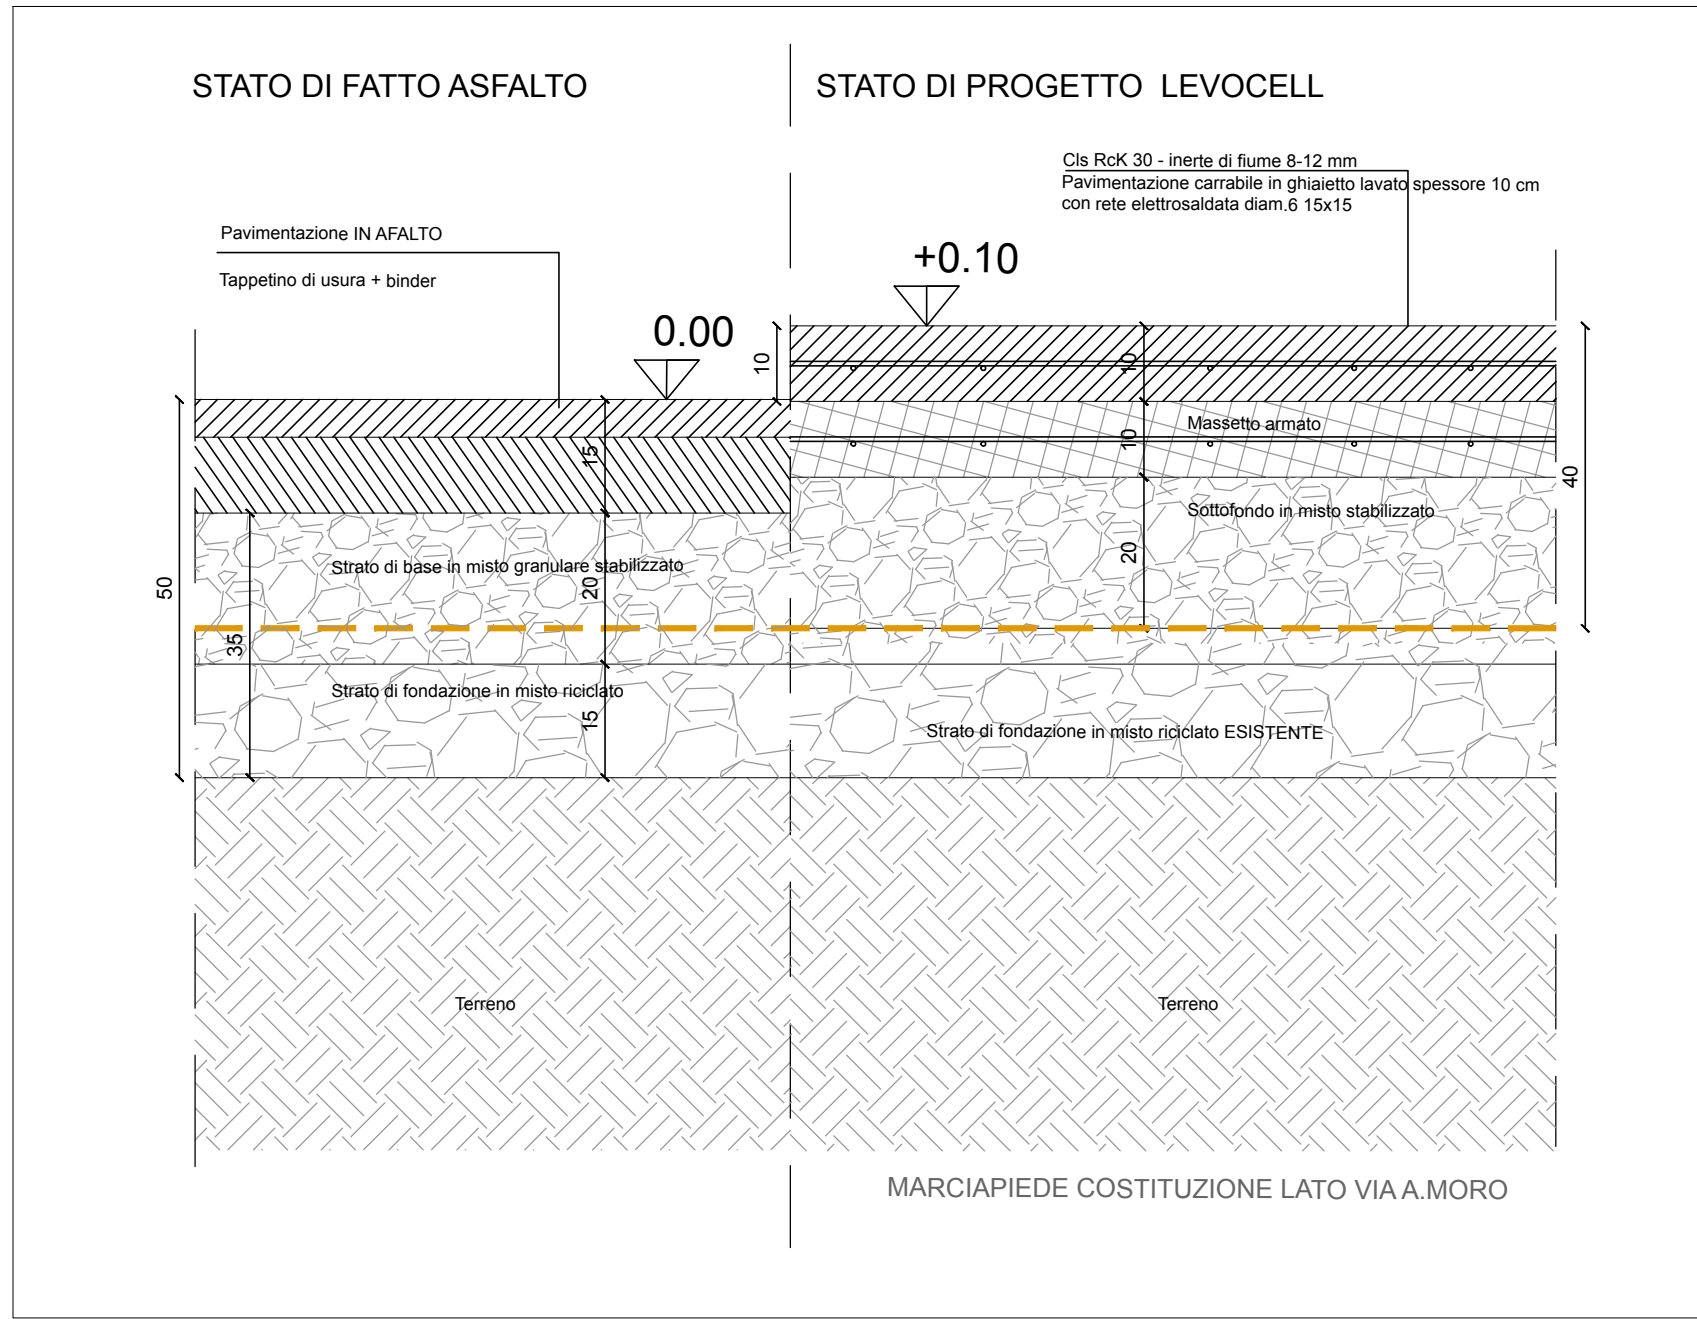 STATO DI FATTO ASFALTO
STATO DI PROGETTO LEVOCELL
Cls RcK 30 - inerte di fiume 8-12 mm
Pavimentazione carrabile in ghiaietto lavato spessore 10 cm
con rete elettrosaldata diam.6 15x15
Pavimentazione IN AFALTO
Tappetino di usura + binder
+0.10
0.00
10
10
15
10
Massetto armato
40
Sottofondo in misto stabilizzato
20
Strato di base in misto granulare stabilizzato
20
50
35
Strato di fondazione in misto riciclato
15
Strato di fondazione in misto riciclato ESISTENTE
Terreno
Terreno
MARCIAPIEDE COSTITUZIONE LATO VIA A.MORO